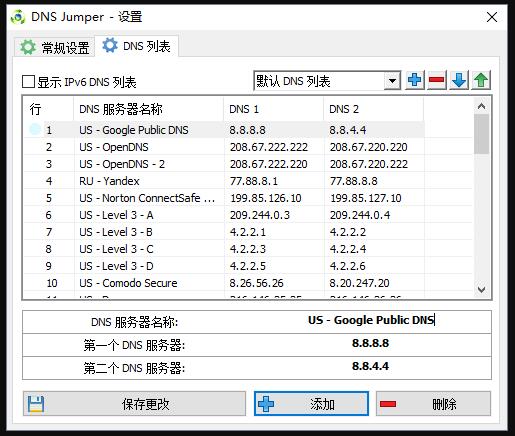 DNS Jumper - 设置
常规设置 DNS 列表
显示 IPv6 DNS 列表 默认 DNS 列表
行 DNS 服务器名称 DNS 1 DNS 2
1 US - Google Public DNS 8.8.8.8 8.8.4.4
2 US - OpenDNS 208.67.222.222 208.67.220.220
3 US - OpenDNS - 2 208.67.222.220 208.67.220.222
4 RU - Yandex 77.88.8.1 77.88.8.8
5 US - Norton ConnectSafe ... 199.85.126.10 199.85.127.10
6 US - Level 3 - A 209.244.0.3 209.244.0.4
7 US - Level 3 - B 4.2.2.1 4.2.2.2
8 US - Level 3 - C 4.2.2.3 4.2.2.4
9 US - Level 3 - D 4.2.2.5 4.2.2.6
10 US - Comodo Secure 8.26.56.26 8.20.247.20
DNS 服务器名称: US - Google Public DNS
第一个 DNS 服务器: 8.8.8.8
第二个 DNS 服务器: 8.8.4.4
保存更改 添加 删除